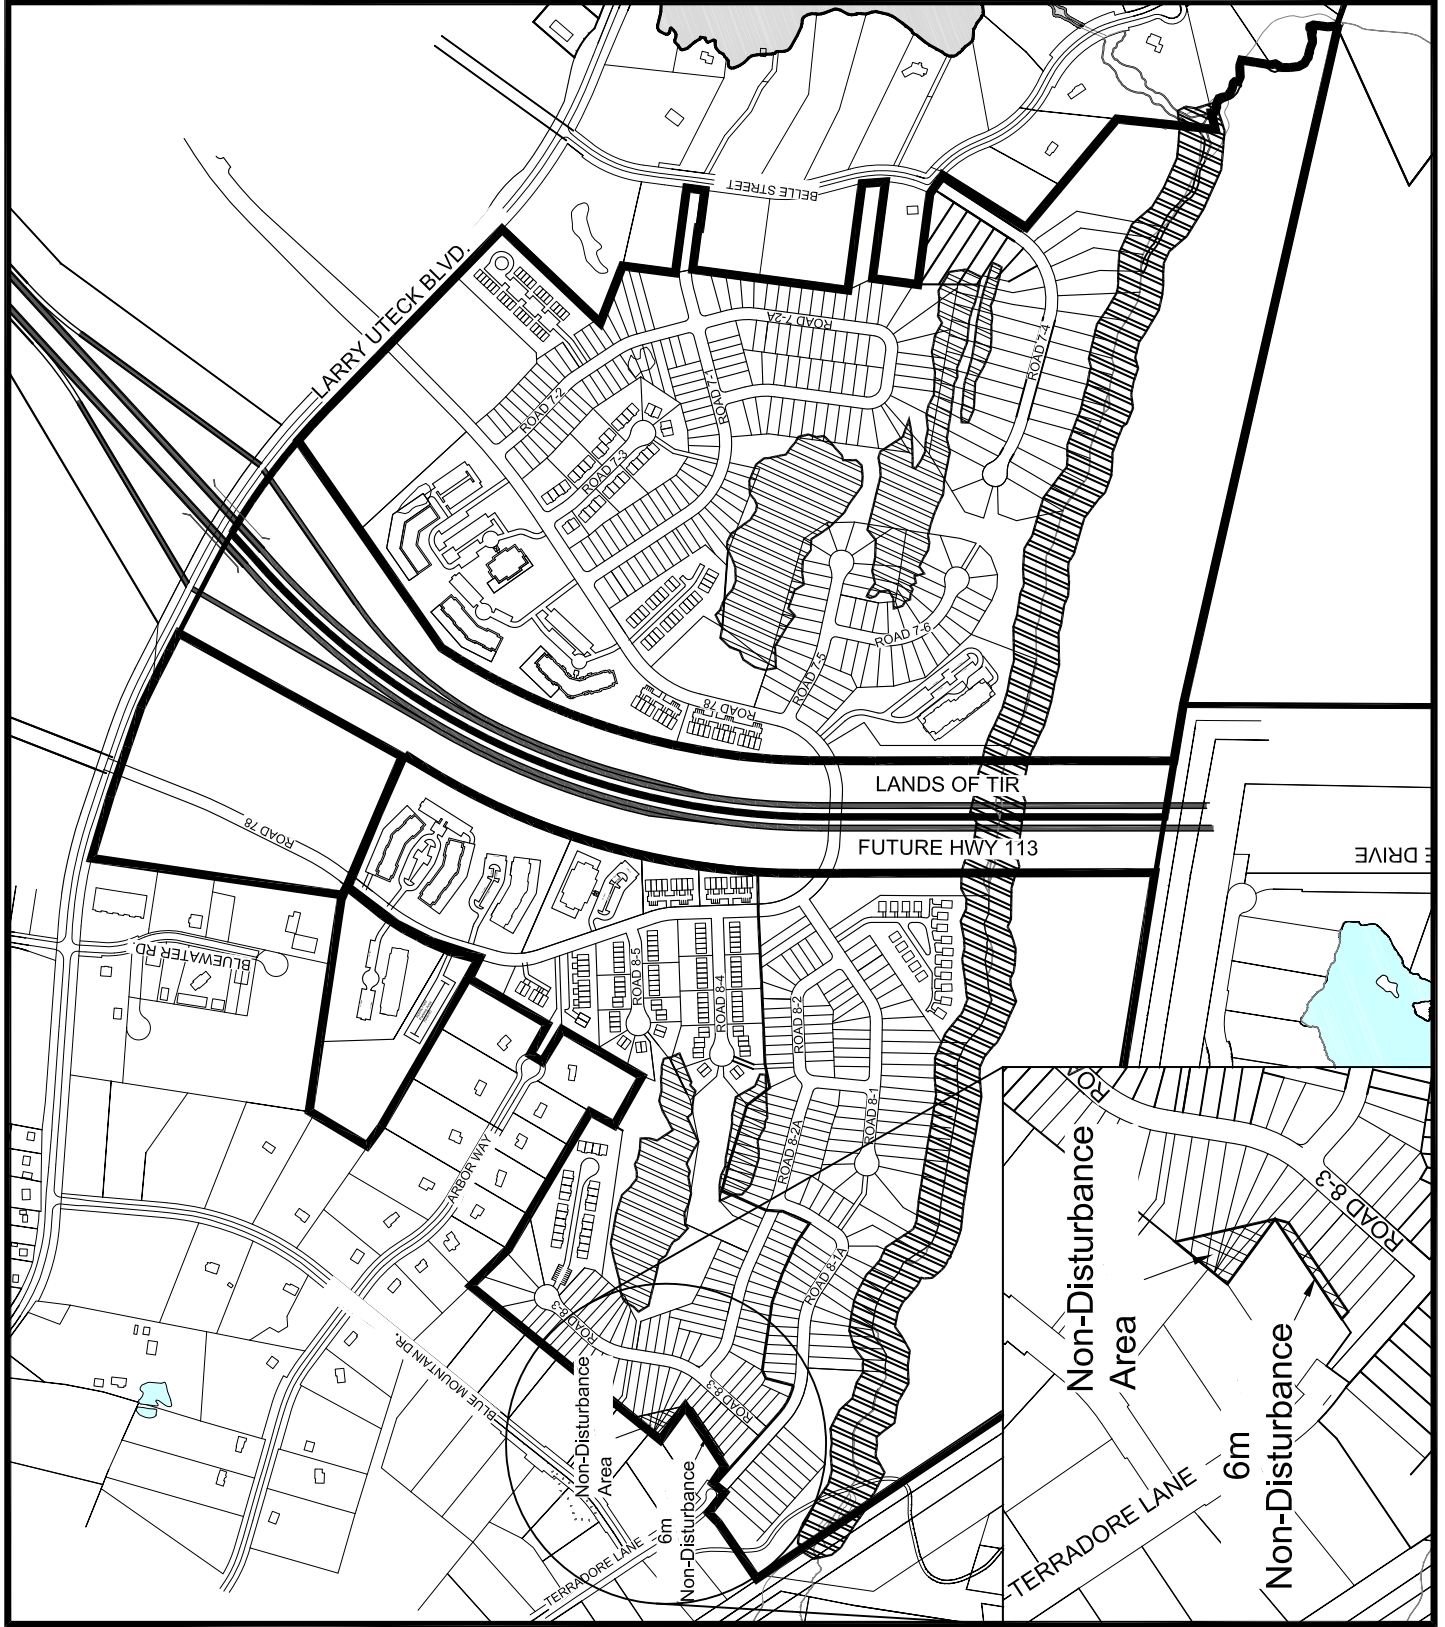 BELLE STREET
LARRY UTECK BLVD.
ROAD 7-2A
ROAD 7-4
ROAD 7-2
ROAD 7-1
ROAD 7-3
ROAD 7-6
ROAD 7-5
ROAD 78
LANDS OF TIR
FUTURE HWY 113
ROAD 78
E DRIVE
BLUEWATER RD.
ROAD 8-5
ROAD 8-4
ROAD 8-2
ROAD 8-1
ROAD 8-2A
ARBOR WAY
ROAD 8-1A
ROAD 8-3
BLUE MOUNTAIN DR.
ROAD 8-3
Non-Disturbance
Area
6m
Non-Disturbance
TERRADORE LANE
ROA
Non-Disturbance
Area
ROAD 8-3
6m
Non-Disturbance
TERRADORE LANE